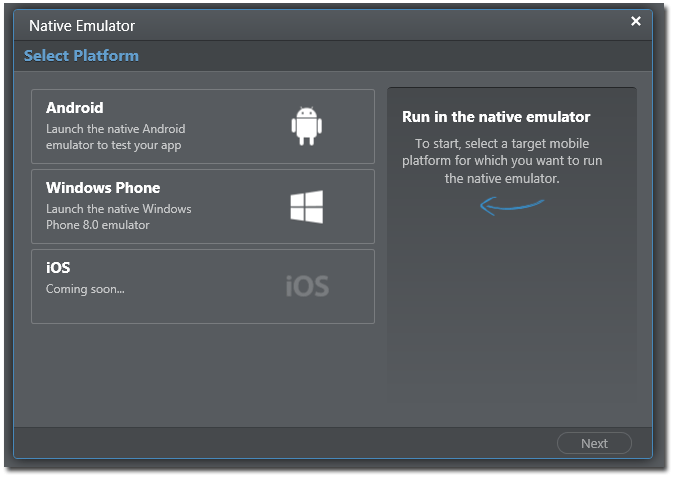 Native Emulator
Select Platform
Android
Launch the native Android
emulator to test your app
Windows Phone
Launch the native Windows
Phone 8.0 emulator
iOS
Coming soon...
iOS
Run in the native emulator
To start, select a target mobile
platform for which you want to run
the native emulator.
Next